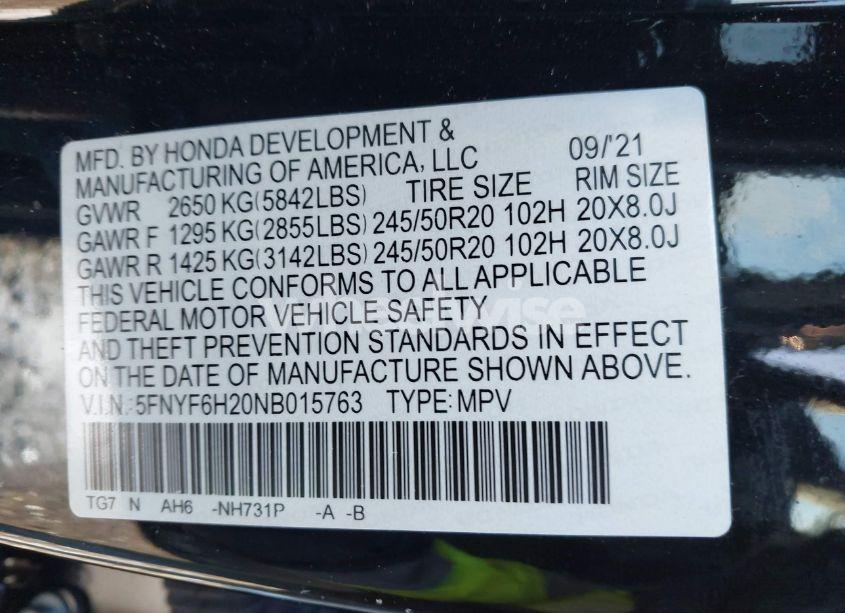 MFD. BY HONDA DEVELOPMENT & 09/'21
MANUFACTURING OF AMERICA, LLC
GVWR 2650 KG(5842LBS) TIRE SIZE RIM SIZE
GAWR F 1295 KG(2855LBS) 245/50R20 102H 20X8.0J
GAWR R 1425 KG(3142LBS) 245/50R20 102H 20X8.0J
THIS VEHICLE CONFORMS TO ALL APPLICABLE
FEDERAL MOTOR VEHICLE SAFETY
AND THEFT PREVENTION STANDARDS IN EFFECT
ON THE DATE OF MANUFACTURE SHOWN ABOVE.
V.I.N.:5FNYF6H20NB015763 TYPE:MPV
TG7 N AH6 -NH731P -A -B